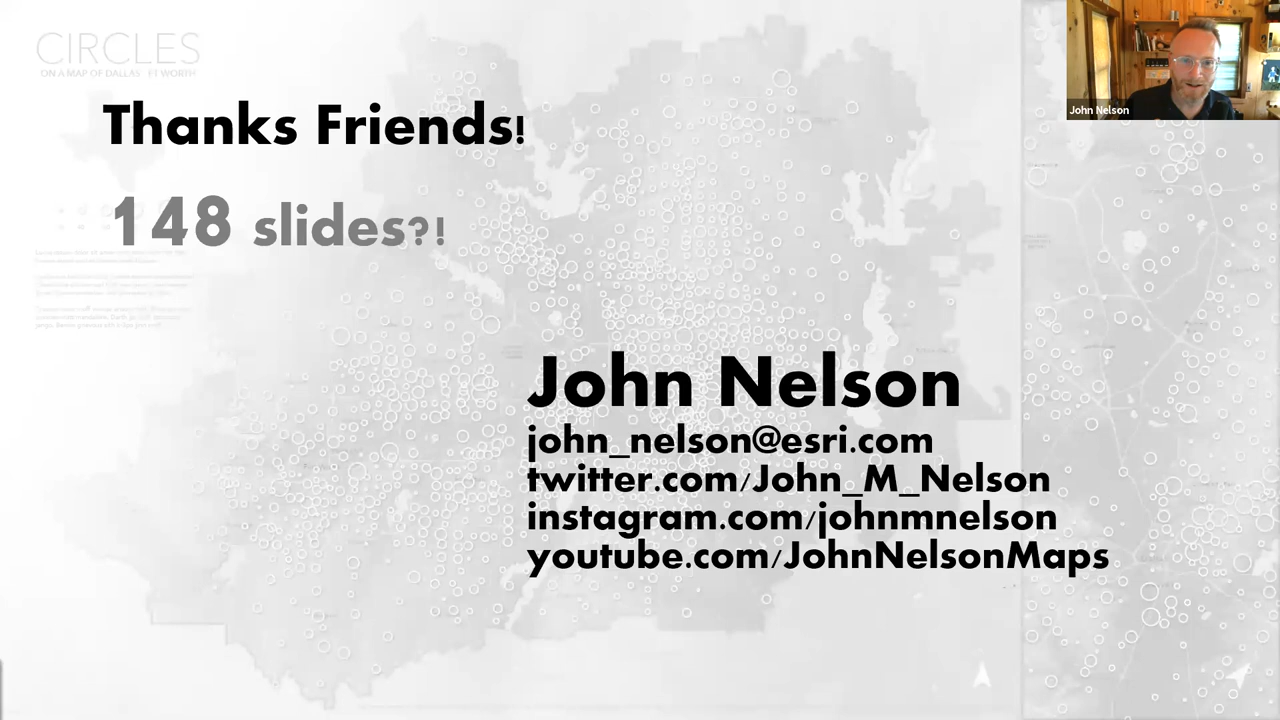 CIRCLES
ON A MAP OF DALLAS FT WORTH
Thanks Friends!
148 slides?!
John Nelson
John Nelson
john_nelson@esri.com
twitter.com/John_M_Nelson
instagram.com/johnmnelson
youtube.com/JohnNelsonMaps